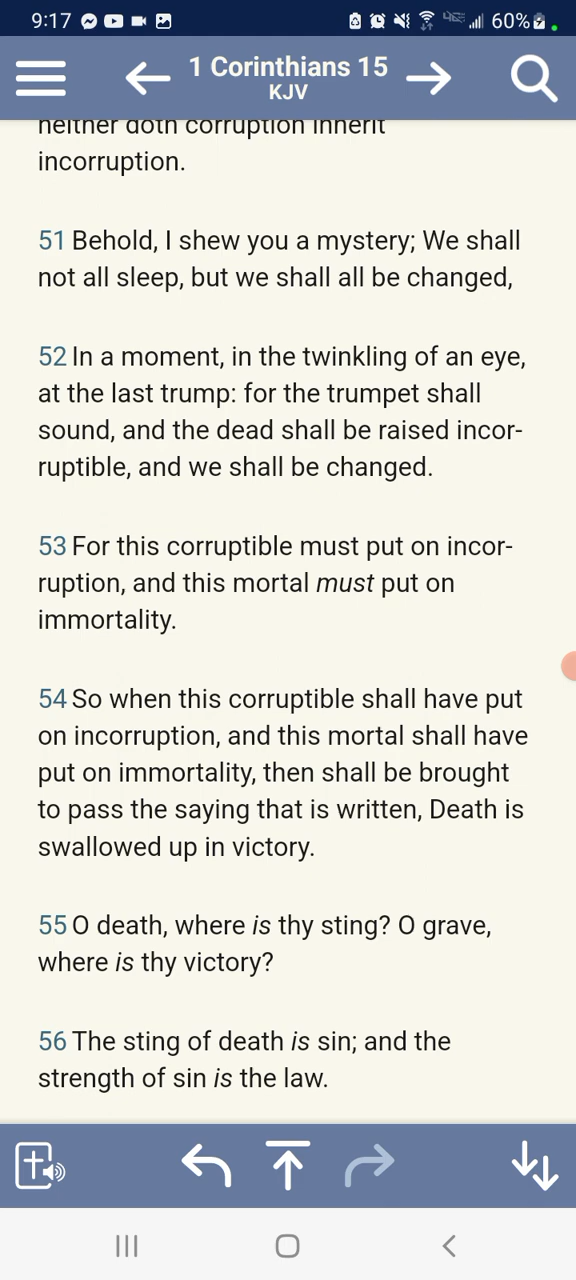 9:17
60%
1 Corinthians 15
KJV
neither doth corruption inherit
incorruption.
51 Behold, I shew you a mystery; We shall
not all sleep, but we shall all be changed,
52 In a moment, in the twinkling of an eye,
at the last trump: for the trumpet shall
sound, and the dead shall be raised incor-
ruptible, and we shall be changed.
53 For this corruptible must put on incor-
ruption, and this mortal must put on
immortality.
54 So when this corruptible shall have put
on incorruption, and this mortal shall have
put on immortality, then shall be brought
to pass the saying that is written, Death is
swallowed up in victory.
55 O death, where is thy sting? O grave,
where is thy victory?
56 The sting of death is sin; and the
strength of sin is the law.